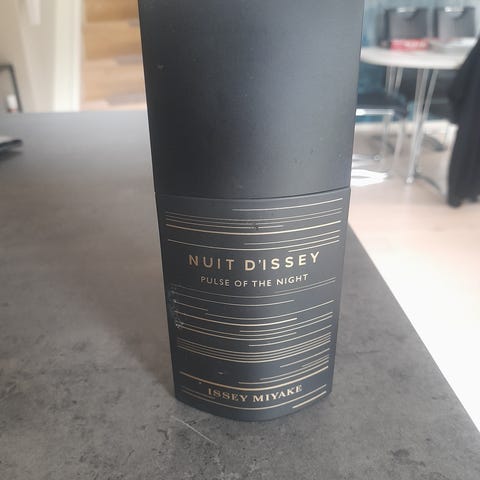 NUIT D'ISSEY
PULSE OF THE NIGHT
ISSEY MIYAKE